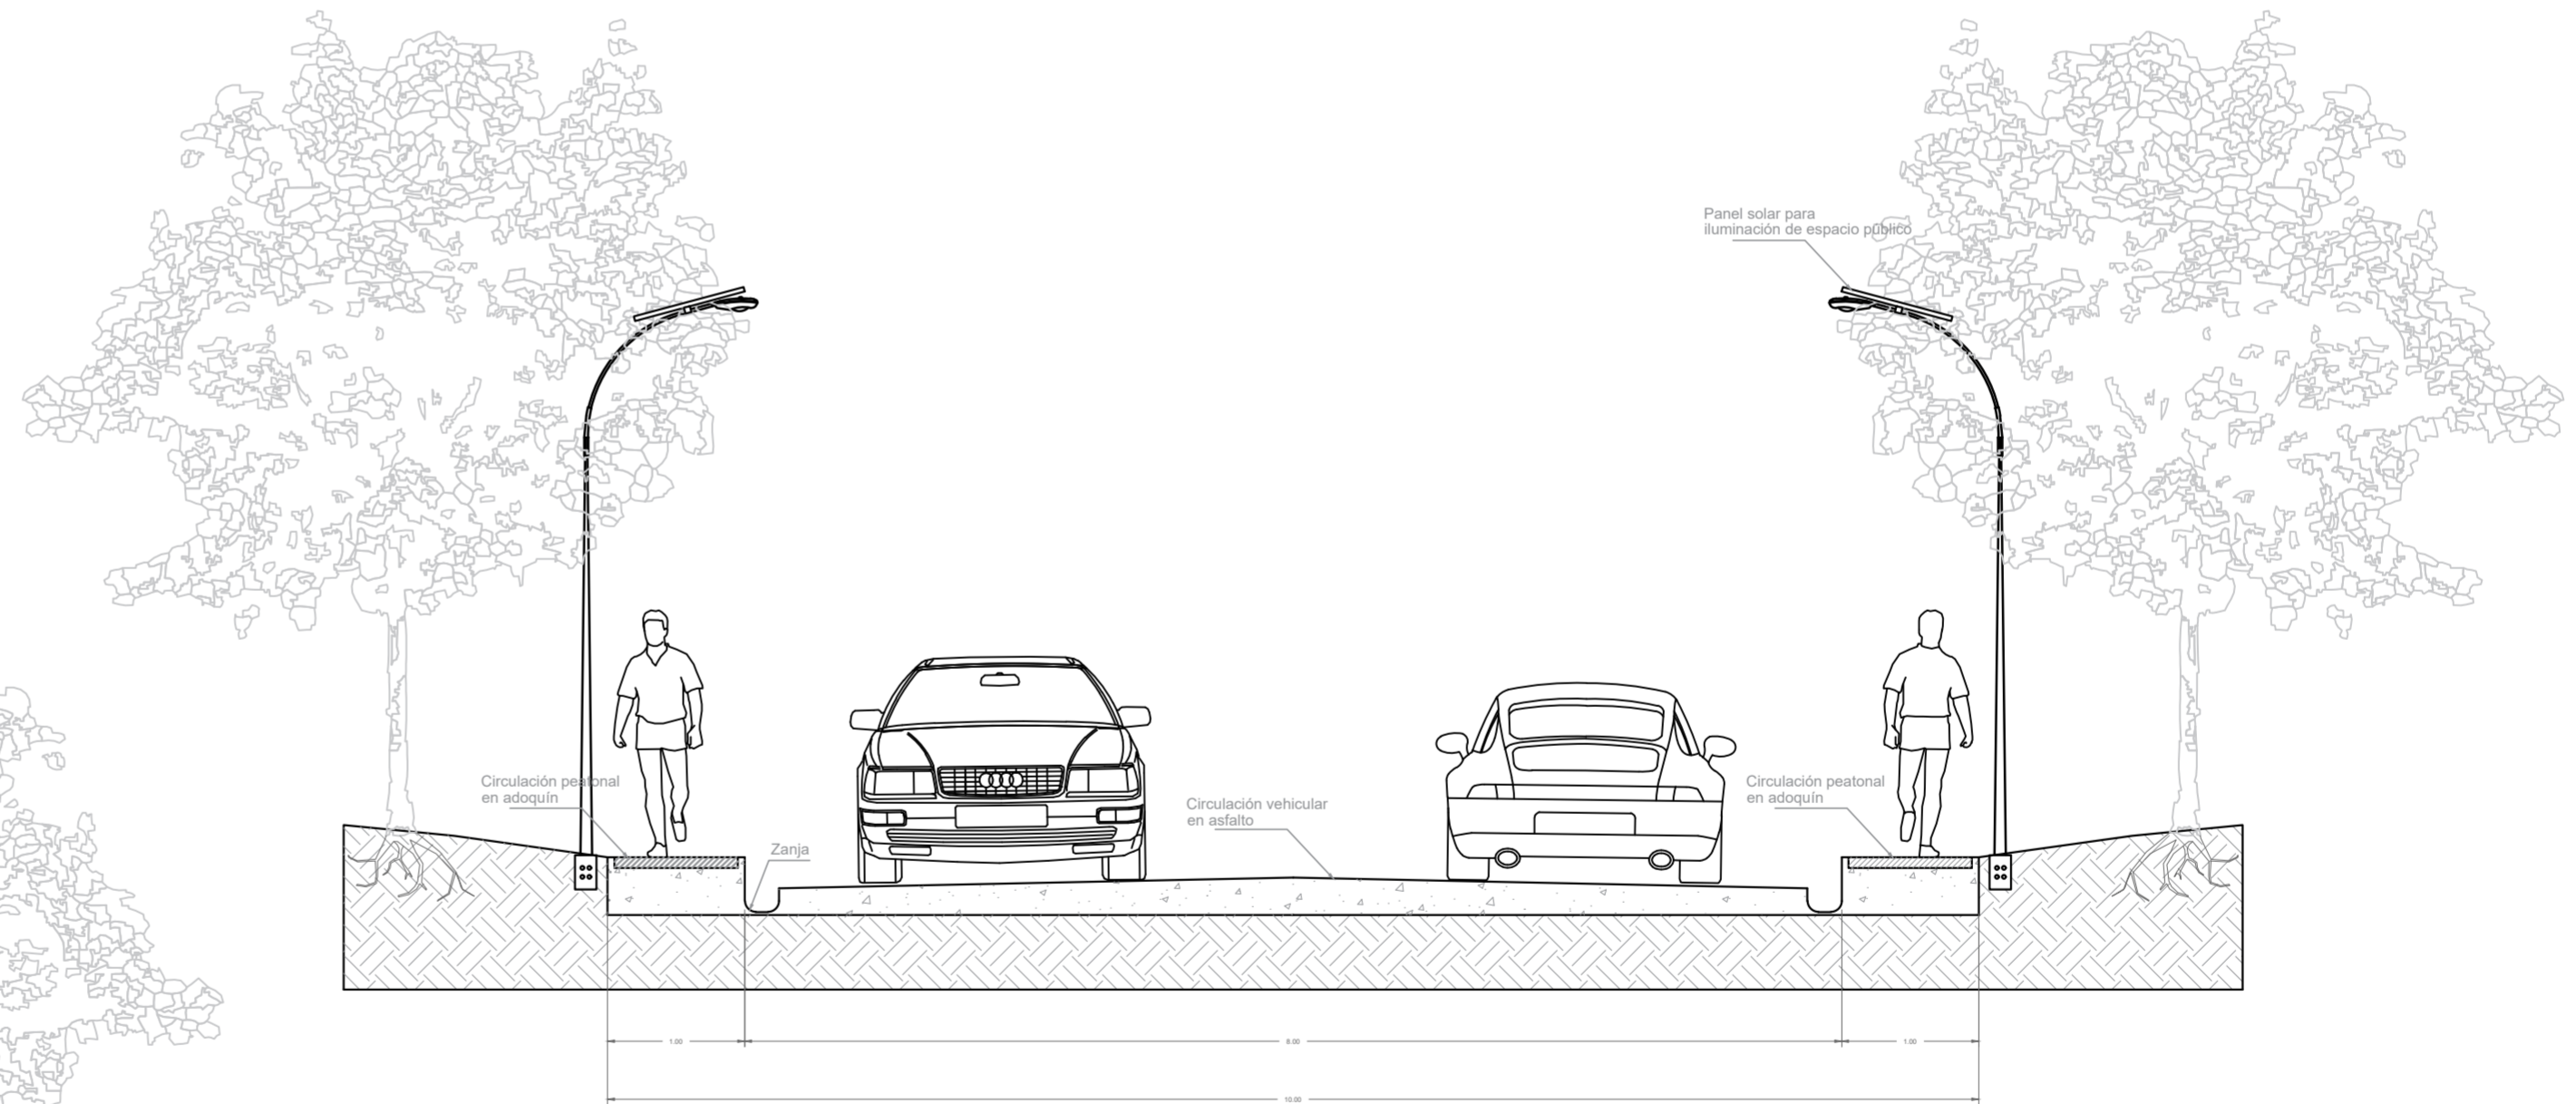 Panel solar para
iluminación de espacio público
Circulación peatonal
en adoquín
Zanja
Circulación vehicular
en asfalto
Circulación peatonal
en adoquín
1.00
8.00
1.00
10.00